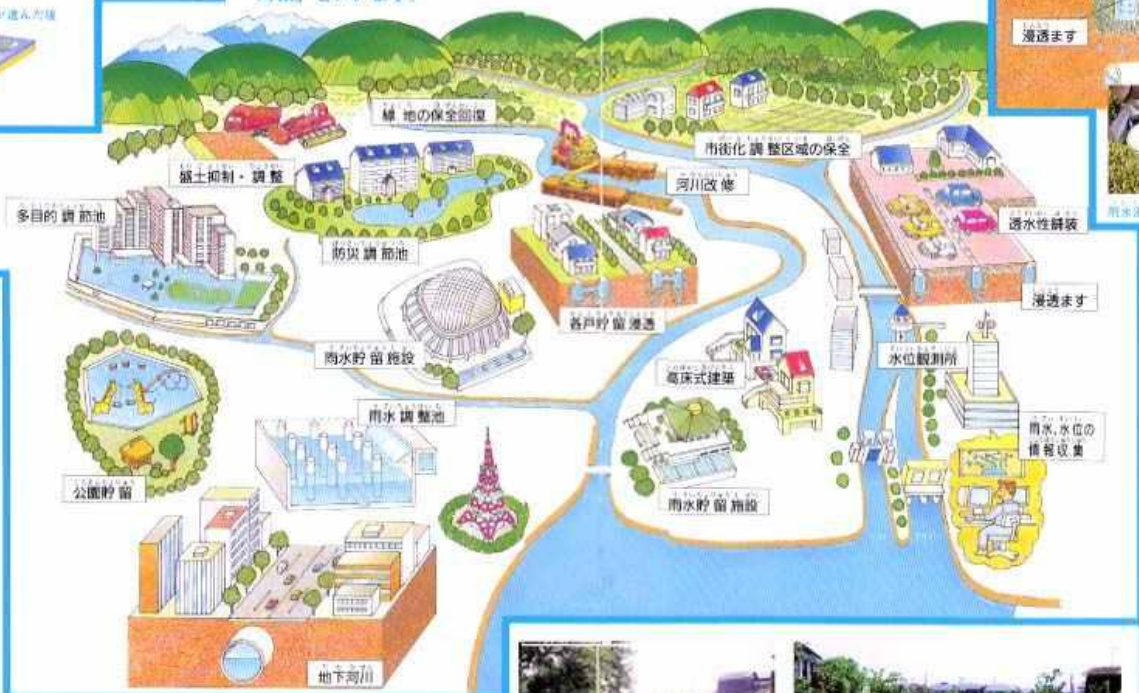 が進んだ後
浸透ます
緑地の保全回復
市街化調整区域の保全
盛土抑制・調整
河川改修
多目的調節池
透水性舗装
防災調節池
浸透ます
各戸貯留浸透
雨水貯留施設
水位観測所
高床式建築
雨水調整池
雨水、水位の
情報収集
公園貯留
雨水貯留施設
地下河川